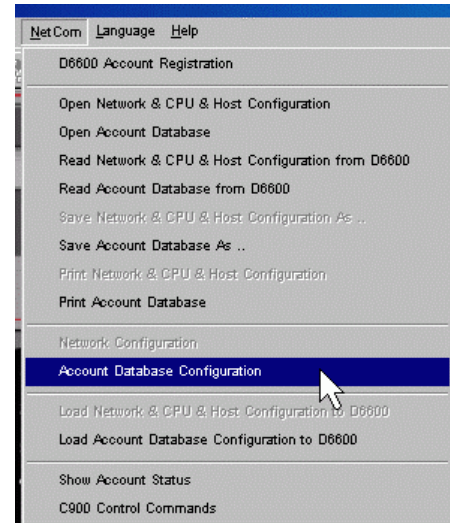 NetCom Language Help
D6600 Account Registration
Open Network & CPU & Host Configuration
Open Account Database
Read Network & CPU & Host Configuration from D6600
Read Account Database from D6600
Save Network & CPU & Host Configuration As ..
Save Account Database As ..
Print Network & CPU & Host Configuration
Print Account Database
Network Configuration
Account Database Configuration
Load Network & CPU & Host Configuration to D6600
Load Account Database Configuration to D6600
Show Account Status
C900 Control Commands